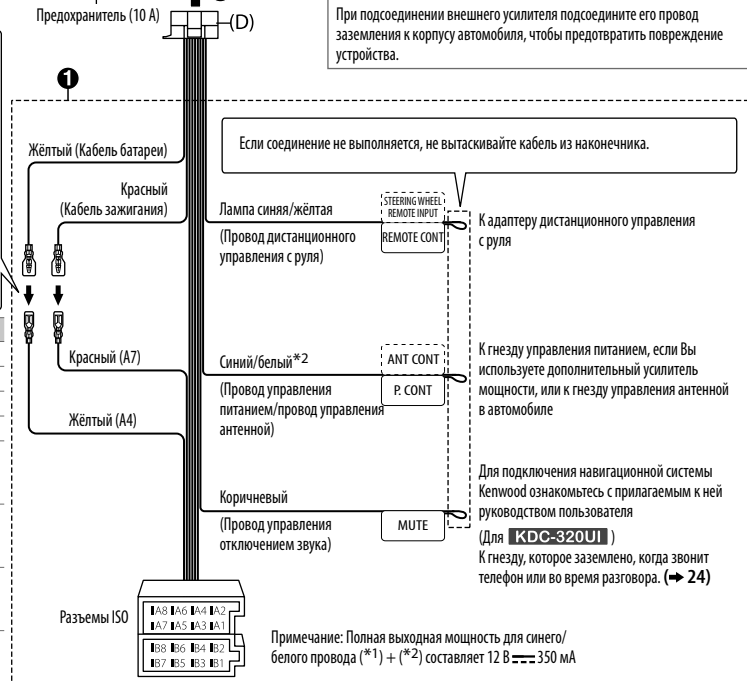 Предохранитель (10 A)
(D)
При подсоединении внешнего усилителя подсоедините его провод
заземления к корпусу автомобиля, чтобы предотвратить повреждение
устройства.
1
Если соединение не выполняется, не вытаскивайте кабель из наконечника.
Жёлтый (Кабель батареи)
Красный
(Кабель зажигания)
Лампа синяя/жёлтая
(Провод дистанционного
управления с руля)
STEERING WHEEL
REMOTE INPUT
REMOTE CONT
К адаптеру дистанционного управления
с руля
Красный (A7)
Синий/белый*2
(Провод управления
питанием/провод управления
антенной)
ANT CONT
P. CONT
К гнезду управления питанием, если Вы
используете дополнительный усилитель
мощности, или к гнезду управления антенной
в автомобиле
Жёлтый (A4)
Коричневый
(Провод управления
отключением звука)
MUTE
Для подключения навигационной системы
Kenwood ознакомьтесь с прилагаемым к ней
руководством пользователя
(Для KDC-320UI )
К гнезду, которое заземлено, когда звонит
телефон или во время разговора. (➜ 24)
Разъемы ISO
A8 A6 A4 A2
A7 A5 A3 A1
B8 B6 B4 B2
B7 B5 B3 B1
Примечание: Полная выходная мощность для синего/
белого провода (*1) + (*2) составляет 12 В ⎓ 350 мА